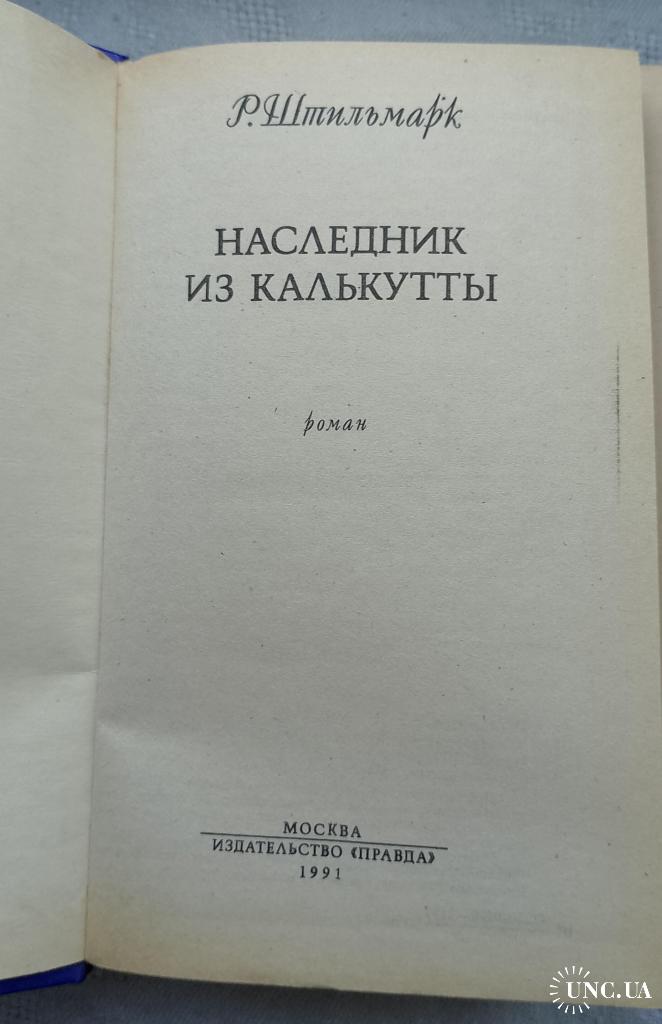 Р. Штильмарк
НАСЛЕДНИК
ИЗ КАЛЬКУТТЫ
роман
МОСКВА
ИЗДАТЕЛЬСТВО «ПРАВДА»
1991
UNC.UA